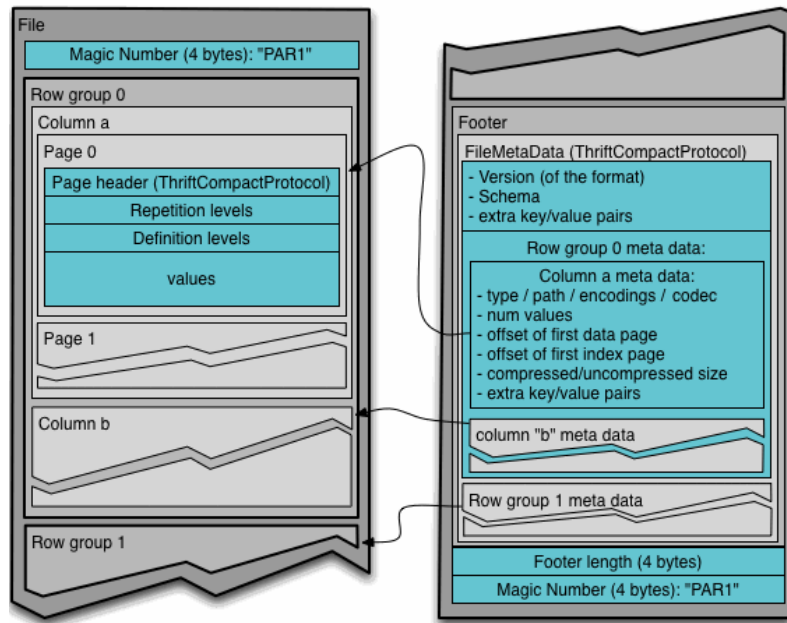 File
Magic Number (4 bytes): "PAR1"
Row group 0
Column a
Page 0
Page header (ThriftCompactProtocol)
Repetition levels
Definition levels
values
Page 1
Column b
Row group 1
Footer
FileMetaData (ThriftCompactProtocol)
- Version (of the format)
- Schema
- extra key/value pairs
Row group 0 meta data:
Column a meta data:
- type / path / encodings / codec
- num values
- offset of first data page
- offset of first index page
- compressed/uncompressed size
- extra key/value pairs
column "b" meta data
Row group 1 meta data
Footer length (4 bytes)
Magic Number (4 bytes): "PAR1"